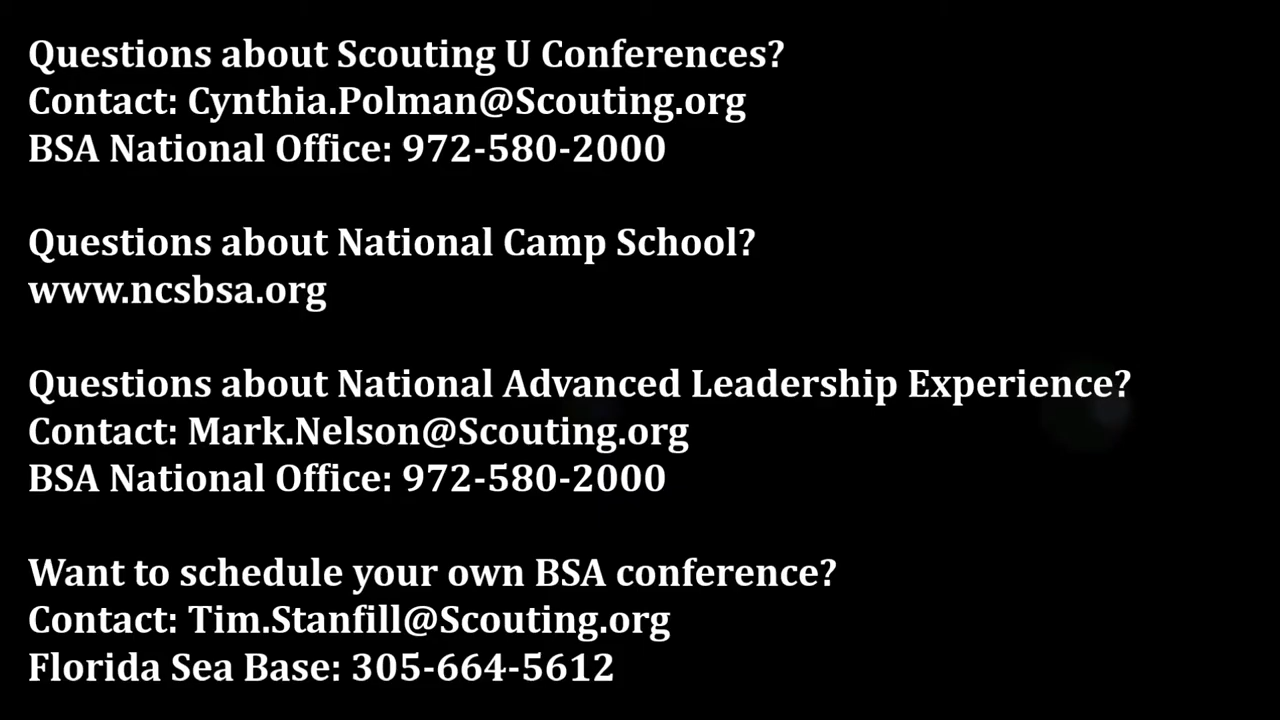 Questions about Scouting U Conferences?
Contact: Cynthia.Polman@Scouting.org
BSA National Office: 972-580-2000
Questions about National Camp School?
www.ncsbsa.org
Questions about National Advanced Leadership Experience?
Contact: Mark.Nelson@Scouting.org
BSA National Office: 972-580-2000
Want to schedule your own BSA conference?
Contact: Tim.Stanfill@Scouting.org
Florida Sea Base: 305-664-5612